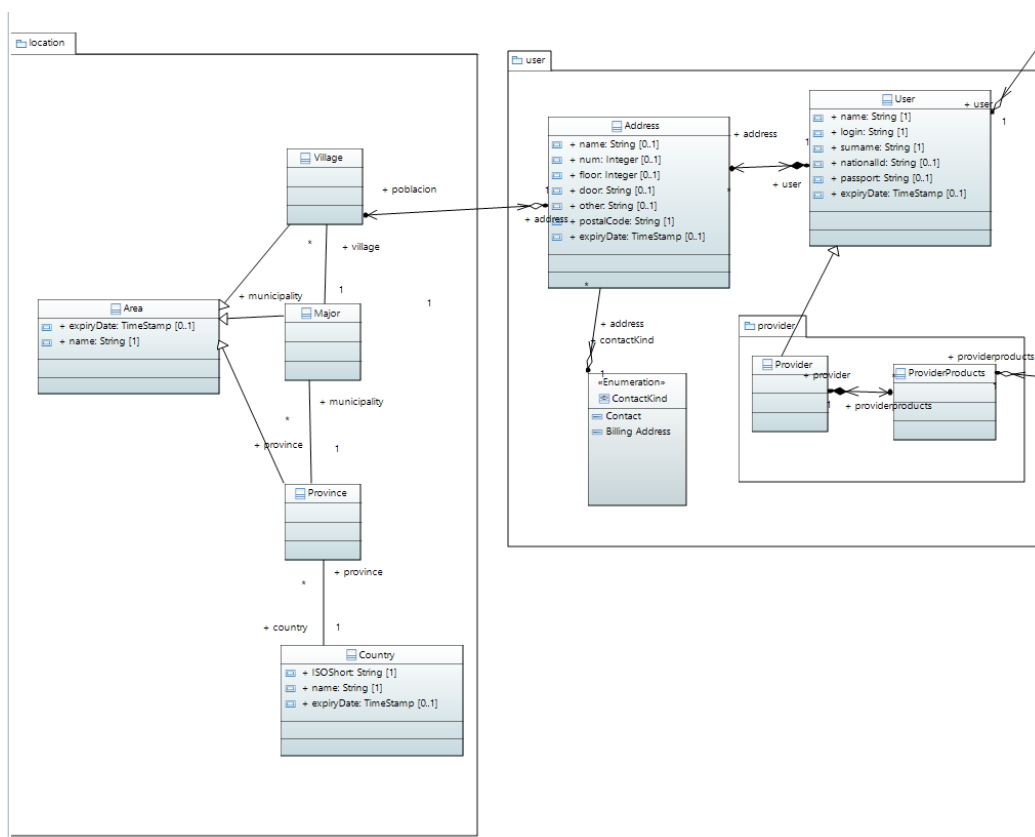 location
Village
+ poblacion
*
+ village
+ municipality
1
1
Area
+ expiryDate: TimeStamp [0..1]
+ name: String [1]
Major
+ municipality
*
1
+ province
Province
+ province
*
+ country
1
Country
+ ISOShort: String [1]
+ name: String [1]
+ expiryDate: TimeStamp [0..1]
user
Address
+ name: String [0..1]
+ num: Integer [0..1]
+ floor: Integer [0..1]
+ door: String [0..1]
+ other: String [0..1]
+ postalCode: String [1]
+ expiryDate: TimeStamp [0..1]
1
+ address
*
+ address
1
+ user
*
User
+ name: String [1]
+ login: String [1]
+ surname: String [1]
+ nationalId: String [0..1]
+ passport: String [0..1]
+ expiryDate: TimeStamp [0..1]
+ user
1
+ address
contactKind
1
«Enumeration»
ContactKind
Contact
Billing Address
provider
Provider
+ provider
1
+ providerproducts
*
+ providerproducts
ProviderProducts
1